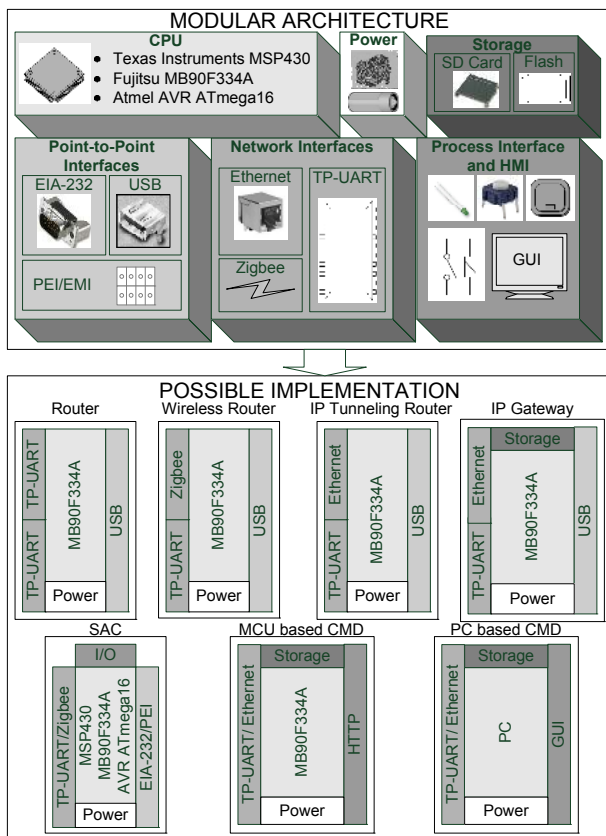 MODULAR ARCHITECTURE
CPU
• Texas Instruments MSP430
• Fujitsu MB90F334A
• Atmel AVR ATmega16
Power
Storage
SD Card
Flash
Point-to-Point
Interfaces
EIA-232
USB
PEI/EMI
Network Interfaces
Ethernet
TP-UART
Zigbee
Process Interface
and HMI
GUI
POSSIBLE IMPLEMENTATION
Router
TP-UART
TP-UART
MB90F334A
USB
Power
Wireless Router
Zigbee
TP-UART
MB90F334A
USB
Power
IP Tunneling Router
Ethernet
TP-UART
MB90F334A
USB
Power
IP Gateway
Storage
Ethernet
TP-UART
MB90F334A
USB
Power
SAC
I/O
TP-UART/Zigbee
MSP430
MB90F334A
AVR ATmega16
EIA-232/PEI
Power
MCU based CMD
Storage
TP-UART/ Ethernet
MB90F334A
HTTP
Power
PC based CMD
Storage
TP-UART/ Ethernet
PC
GUI
Power